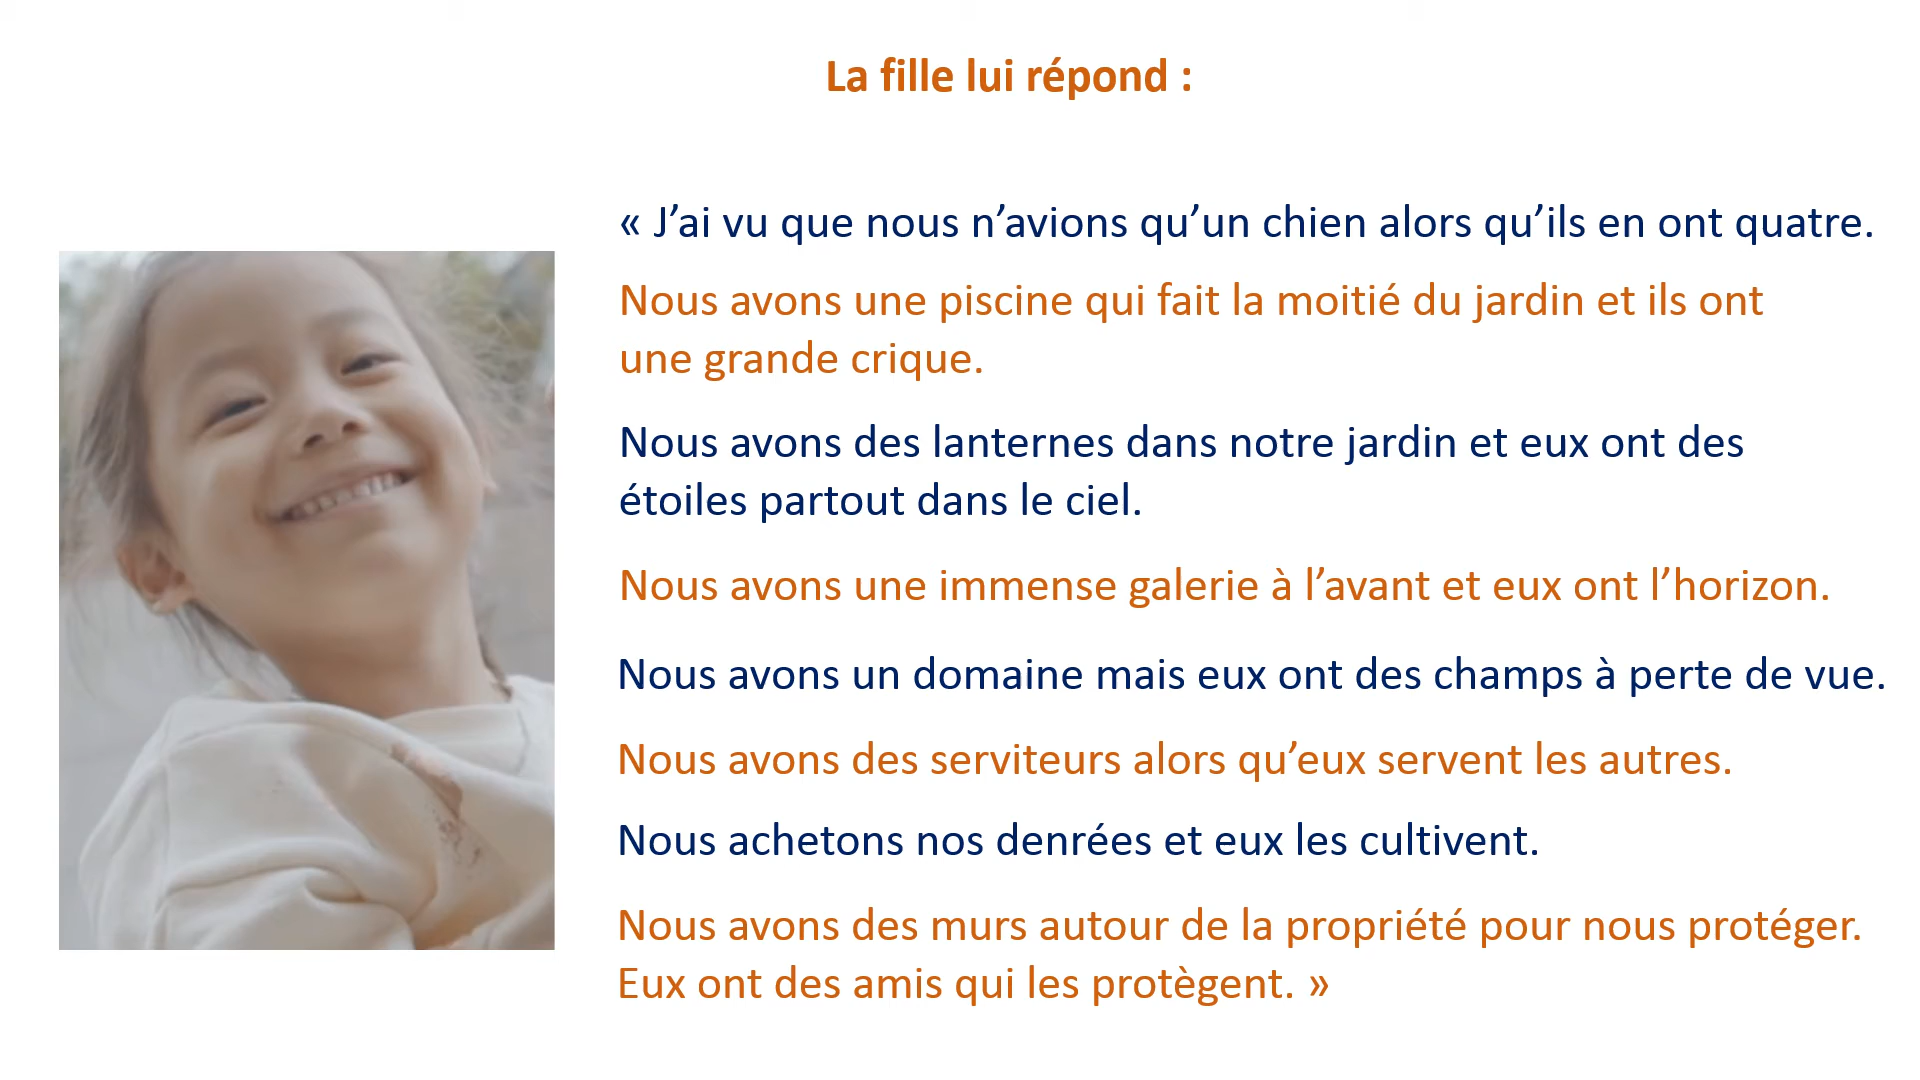 La fille lui répond :
« J’ai vu que nous n’avions qu’un chien alors qu’ils en ont quatre.
Nous avons une piscine qui fait la moitié du jardin et ils ont
une grande crique.
Nous avons des lanternes dans notre jardin et eux ont des
étoiles partout dans le ciel.
Nous avons une immense galerie à l’avant et eux ont l’horizon.
Nous avons un domaine mais eux ont des champs à perte de vue.
Nous avons des serviteurs alors qu’eux servent les autres.
Nous achetons nos denrées et eux les cultivent.
Nous avons des murs autour de la propriété pour nous protéger.
Eux ont des amis qui les protègent. »